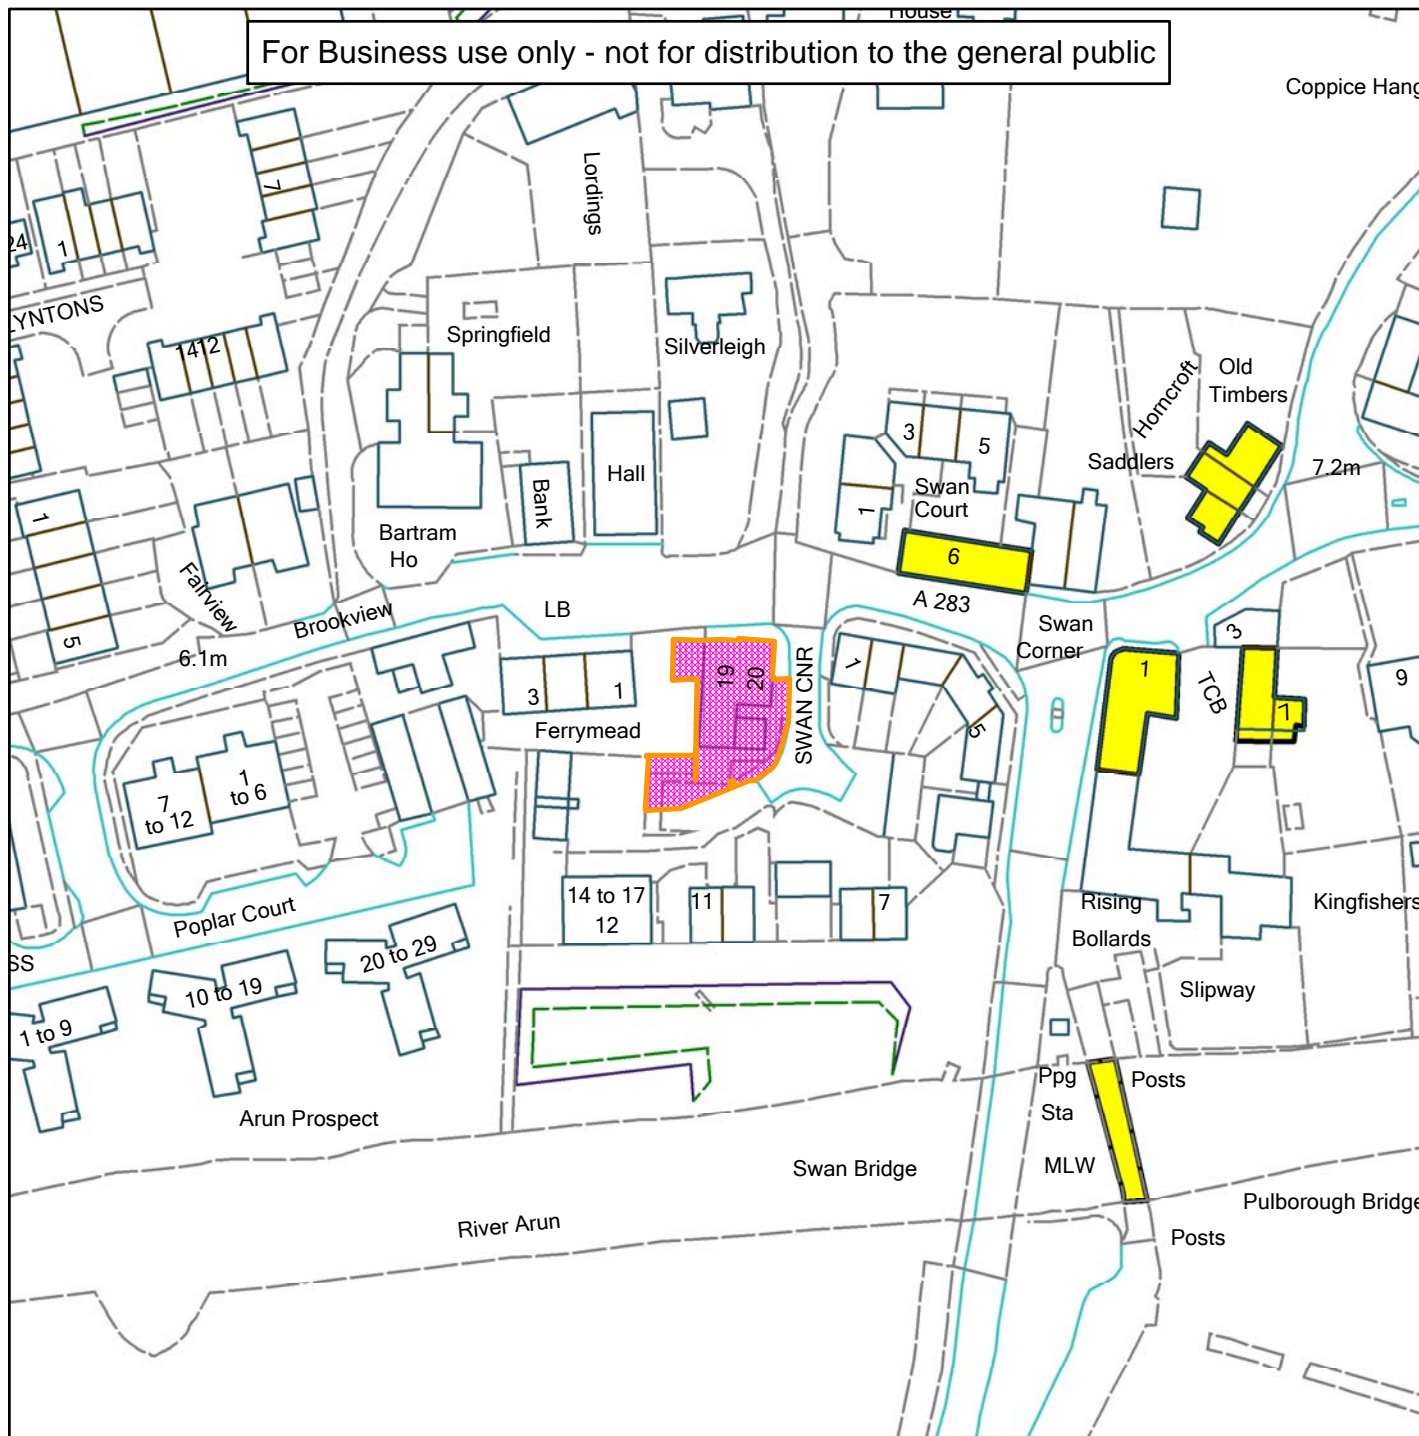 House
For Business use only - not for distribution to the general public
Coppice Hang
Lordings
7
24
1
LYNTONS
Springfield
Silverleigh
1412
Old
Timbers
Horncroft
3
5
Saddlers
7.2m
Hall
Bank
Swan
Court
1
1
Bartram
Ho
6
Fairview
A 283
LB
Brookview
Swan
Corner
5
6.1m
3
1
19
20
SWAN CNR
1
1
3
TCB
9
3
1
Ferrymead
5
7
1
to 6
7
to 12
14 to 17
12
11
7
Rising
Kingfishers
Poplar Court
Bollards
20 to 29
SS
10 to 19
Slipway
1 to 9
Ppg
Posts
Sta
Arun Prospect
MLW
Swan Bridge
River Arun
Pulborough Bridge
Posts